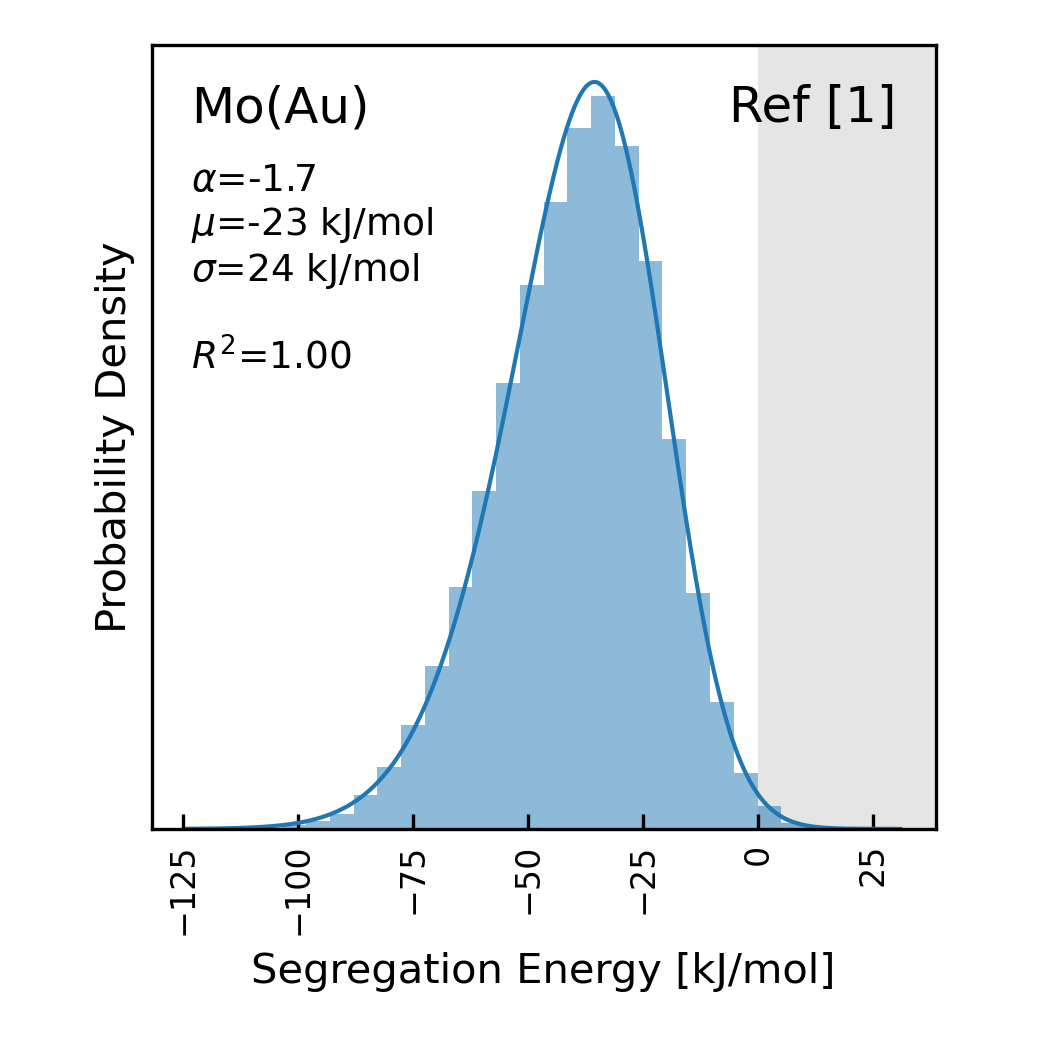 Mo(Au)
Ref [1]
α=-1.7
μ=-23 kJ/mol
σ=24 kJ/mol
R²=1.00
Probability Density
−125
−100
−75
−50
−25
0
25
Segregation Energy [kJ/mol]